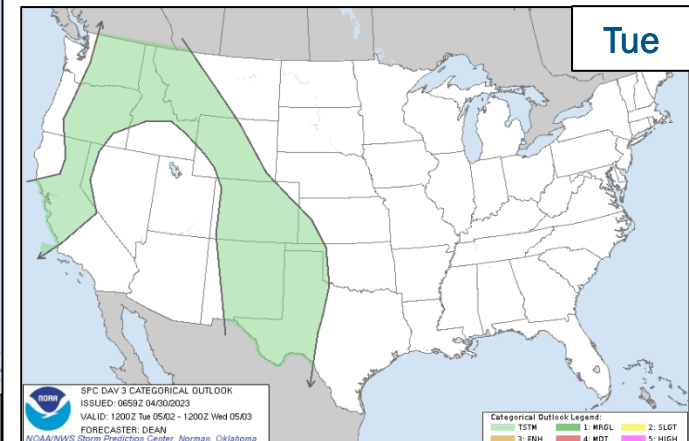 Tue
NOAA
SPC DAY 3 CATEGORICAL OUTLOOK
ISSUED: 0659Z 04/30/2023
VALID: 1200Z Tue 05/02 - 1200Z Wed 05/03
FORECASTER: DEAN
NOAA/NWS Storm Prediction Center, Norman, Oklahoma
Categorical Outlook Legend:
TSTM 1: MRGL 2: SLGT
3: ENH 4: MDT 5: HIGH